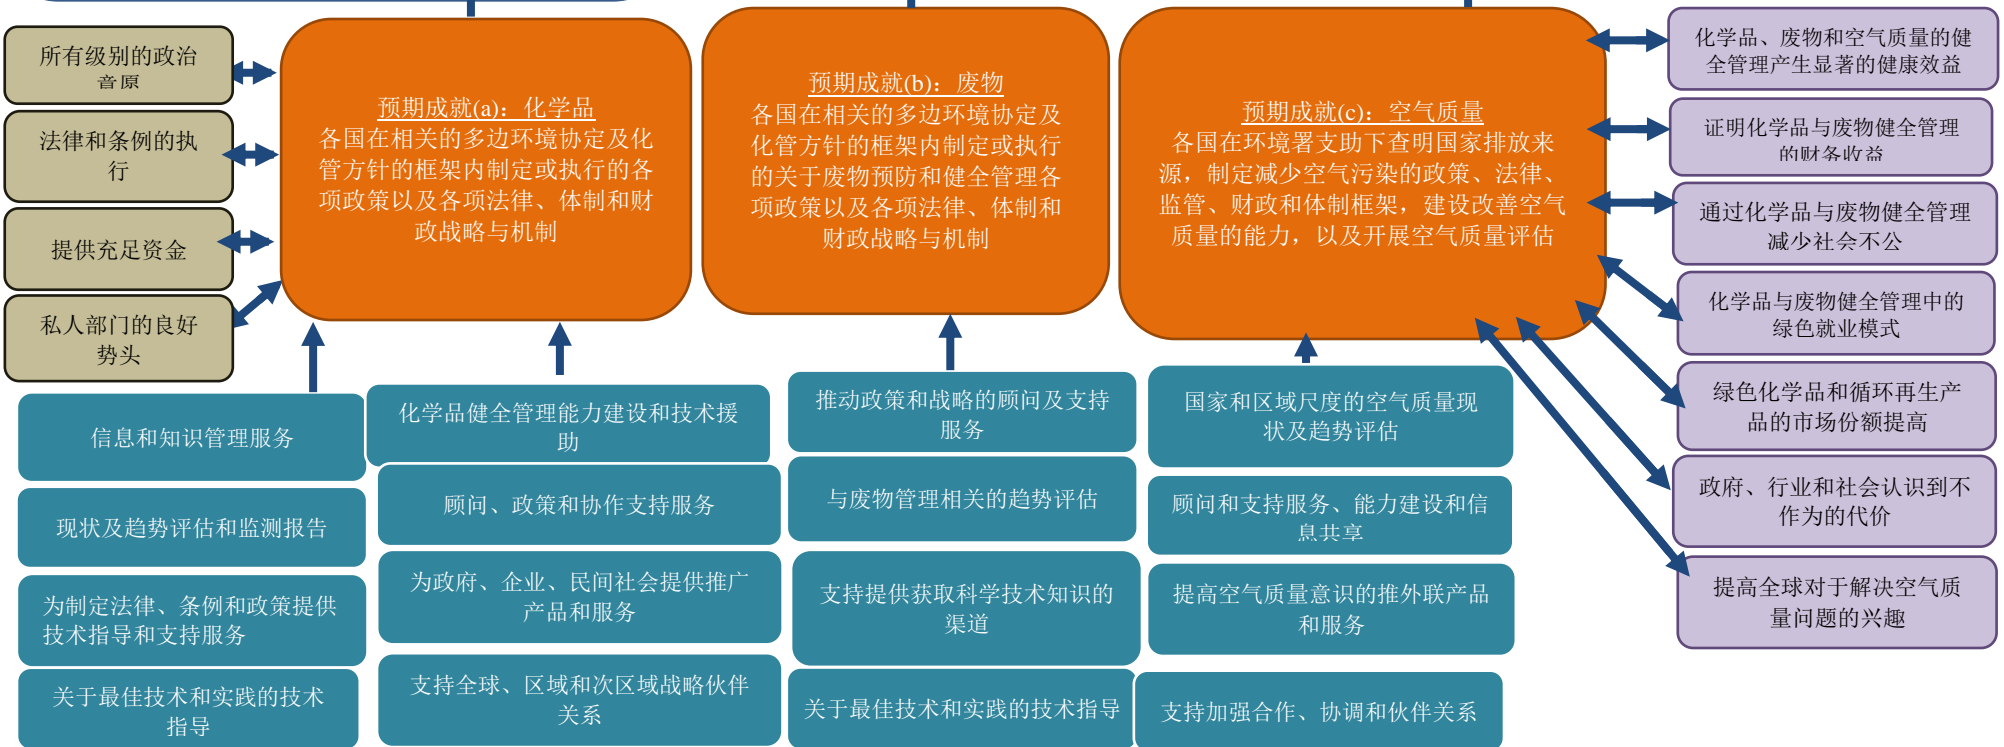 所有级别的政治
意愿
法律和条例的执
行
提供充足资金
私人部门的良好
势头
预期成就(a)：化学品
各国在相关的多边环境协定及化
管方针的框架内制定或执行的各
项政策以及各项法律、体制和财
政战略与机制
预期成就(b)：废物
各国在相关的多边环境协定及
化管方针的框架内制定或执行
的关于废物预防和健全管理各
项政策以及各项法律、体制和
财政战略与机制
预期成就(c)：空气质量
各国在环境署支助下查明国家排放来
源，制定减少空气污染的政策、法律、
监管、财政和体制框架，建设改善空气
质量的能力，以及开展空气质量评估
化学品、废物和空气质量的健
全管理产生显著的健康效益
证明化学品与废物健全管理
的财务收益
通过化学品与废物健全管理
减少社会不公
化学品与废物健全管理中的
绿色就业模式
绿色化学品和循环再生产
品的市场份额提高
政府、行业和社会认识到不
作为的代价
提高全球对于解决空气质
量问题的兴趣
信息和知识管理服务
现状及趋势评估和监测报告
为制定法律、条例和政策提供
技术指导和支持服务
关于最佳技术和实践的技术
指导
化学品健全管理能力建设和技术援
助
顾问、政策和协作支持服务
为政府、企业、民间社会提供推广
产品和服务
支持全球、区域和次区域战略伙伴
关系
推动政策和战略的顾问及支持
服务
与废物管理相关的趋势评估
支持提供获取科学技术知识的
渠道
关于最佳技术和实践的技术指导
国家和区域尺度的空气质量现
状及趋势评估
顾问和支持服务、能力建设和信
息共享
提高空气质量意识的推外联产品
和服务
支持加强合作、协调和伙伴关系